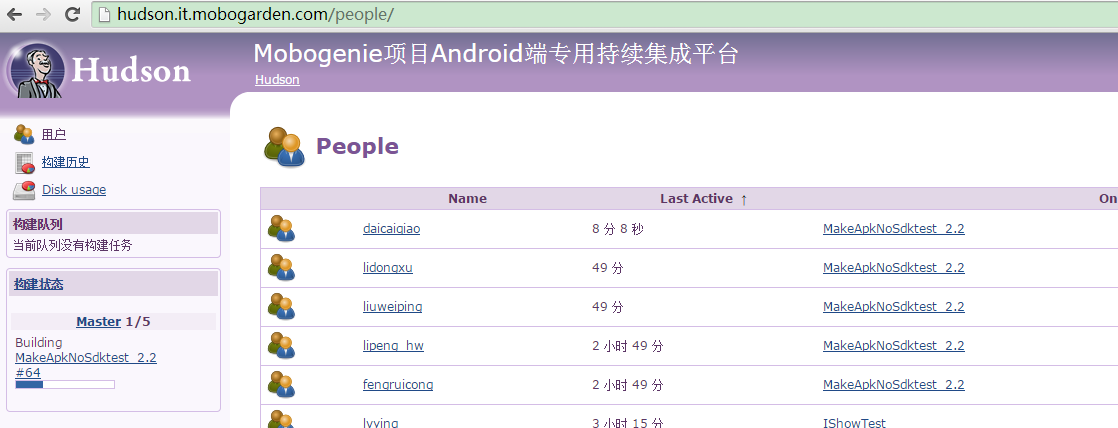 hudson.it.mobogarden.com/people/
Hudson
Mobogenie项目Android端专用持续集成平台
Hudson
用户
构建历史
Disk usage
构建队列
当前队列没有构建任务
构建状态
Master 1/5
Building
MakeApkNoSdktest_2.2
#64
People
Name Last Active ↑ On
daicaiqiao 8 分 8 秒 MakeApkNoSdktest_2.2
lidongxu 49 分 MakeApkNoSdktest_2.2
liuweiping 49 分 MakeApkNoSdktest_2.2
lipeng_hw 2 小时 49 分 MakeApkNoSdktest_2.2
fengruicong 2 小时 49 分 MakeApkNoSdktest_2.2
3 小时 15 分 IShowTest